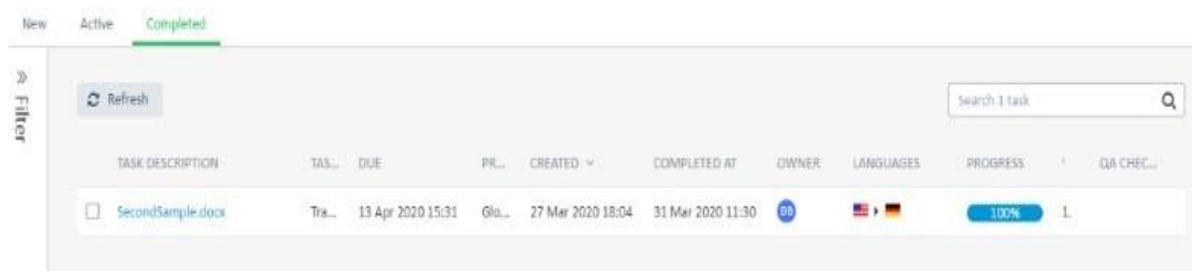 New Active Completed
Filter
Refresh
Search 1 task
TASK DESCRIPTION TAS... DUE PR... CREATED COMPLETED AT OWNER LANGUAGES PROGRESS QA CHEC...
SecondSample.docx Tra... 13 Apr 2020 15:31 Glo... 27 Mar 2020 18:04 31 Mar 2020 11:30 DB 100% 1.